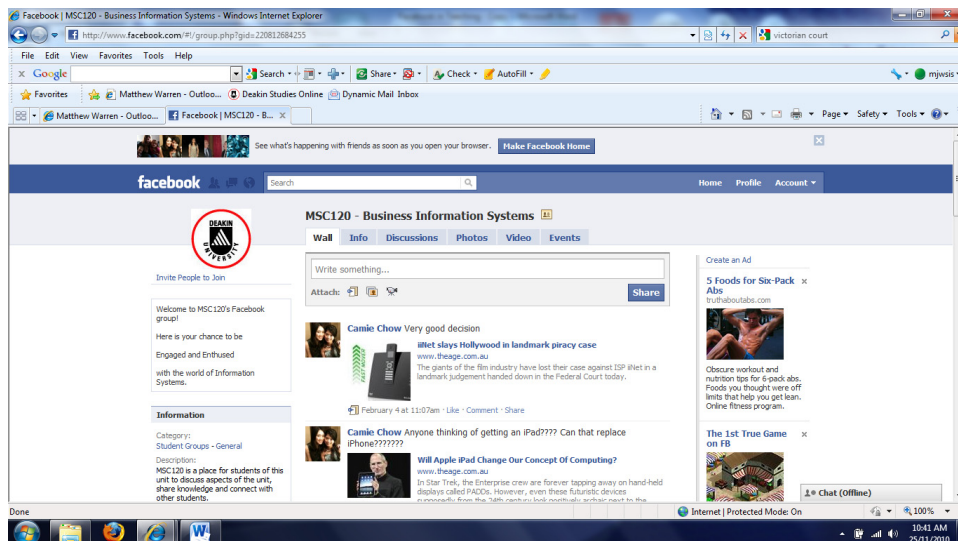 Facebook | MSC120 - Business Information Systems - Windows Internet Explorer
http://www.facebook.com/#!/group.php?gid=220812684255
victorian court
File Edit View Favorites Tools Help
x Google Search Share Check AutoFill mjwsis
Favorites Matthew Warren - Outloo... Deakin Studies Online Dynamic Mail Inbox
Matthew Warren - Outloo... Facebook | MSC120 - B... x Page Safety Tools
See what's happening with friends as soon as you open your browser. Make Facebook Home
facebook Search Home Profile Account
DEAKIN
UNIVERSITY
Invite People to Join
Welcome to MSC120's Facebook
group!
Here is your chance to be
Engaged and Enthused
with the world of Information
Systems.
Information
Category:
Student Groups - General
Description:
MSC120 is a place for students of this
unit to discuss aspects of the unit,
share knowledge and connect with
other students.
MSC120 - Business Information Systems
Wall Info Discussions Photos Video Events
Write something...
Attach: Share
Camie Chow Very good decision
iiNet slays Hollywood in landmark piracy case
www.theage.com.au
The giants of the film industry have lost their case against ISP iiNet in a
landmark judgement handed down in the Federal Court today.
February 4 at 11:07am · Like · Comment · Share
Camie Chow Anyone thinking of getting an iPad???? Can that replace
iPhone???????
Will Apple iPad Change Our Concept Of Computing?
www.theage.com.au
In Star Trek, the Enterprise crew are forever tapping away on hand-held
displays called PADDs. However, even these futuristic devices
Create an Ad
5 Foods for Six-Pack x
Abs
truthaboutabs.com
Obscure workout and
nutrition tips for 6-pack abs.
Foods you thought were off
limits that help you get lean.
Online fitness program.
The 1st True Game x
on FB
Chat (Offline)
Done Internet | Protected Mode: On 100%
10:41 AM
25/11/2010